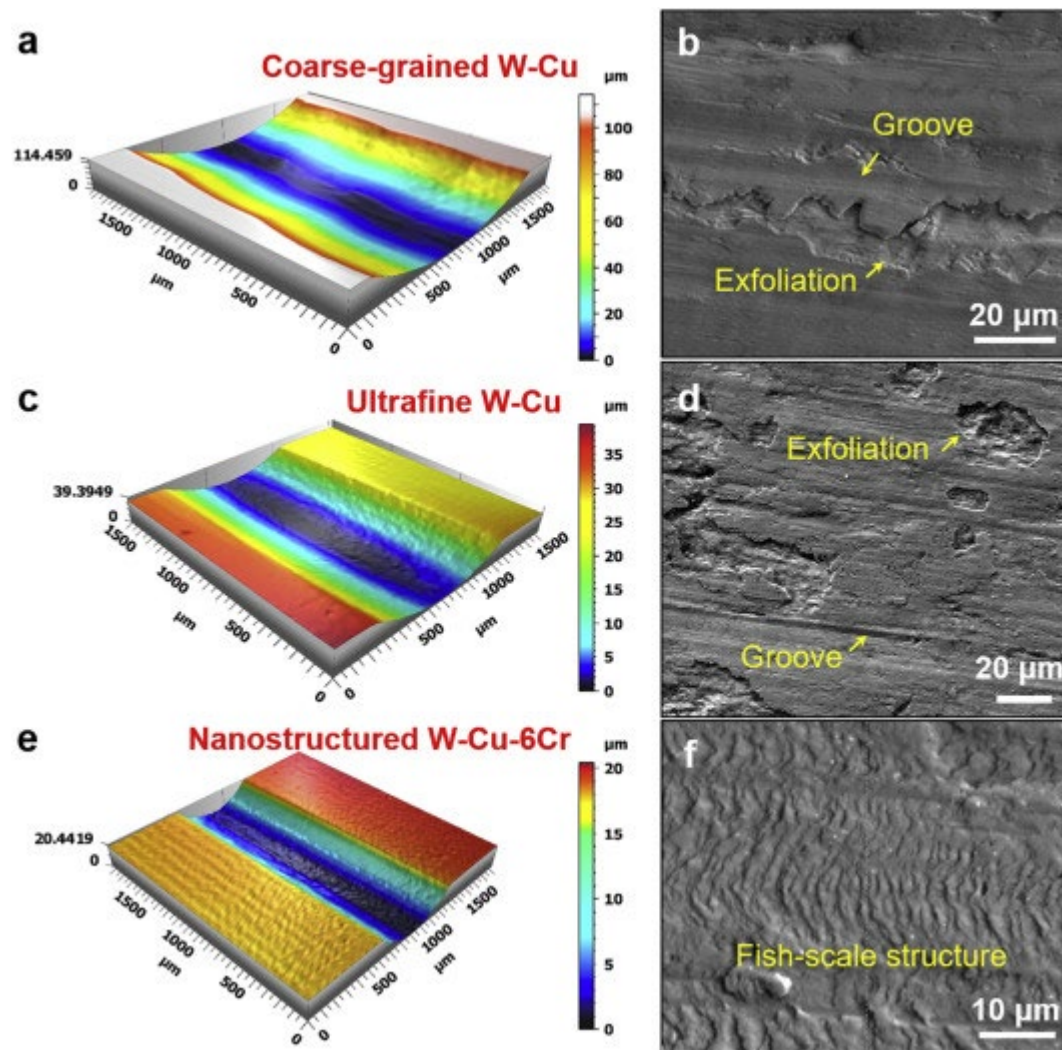 a
Coarse-grained W-Cu
µm
100
80
60
40
20
0
114.459
0
1500
1000
500
0
µm
0
500
1000
1500
µm
b
Groove
Exfoliation
20 µm
c
Ultrafine W-Cu
µm
35
30
25
20
15
10
5
0
39.3949
0
1500
1000
500
0
µm
0
500
1000
1500
µm
d
Exfoliation
Groove
20 µm
e
Nanostructured W-Cu-6Cr
µm
20
15
10
5
0
20.4419
0
1500
1000
500
0
µm
0
500
1000
1500
µm
f
Fish-scale structure
10 µm